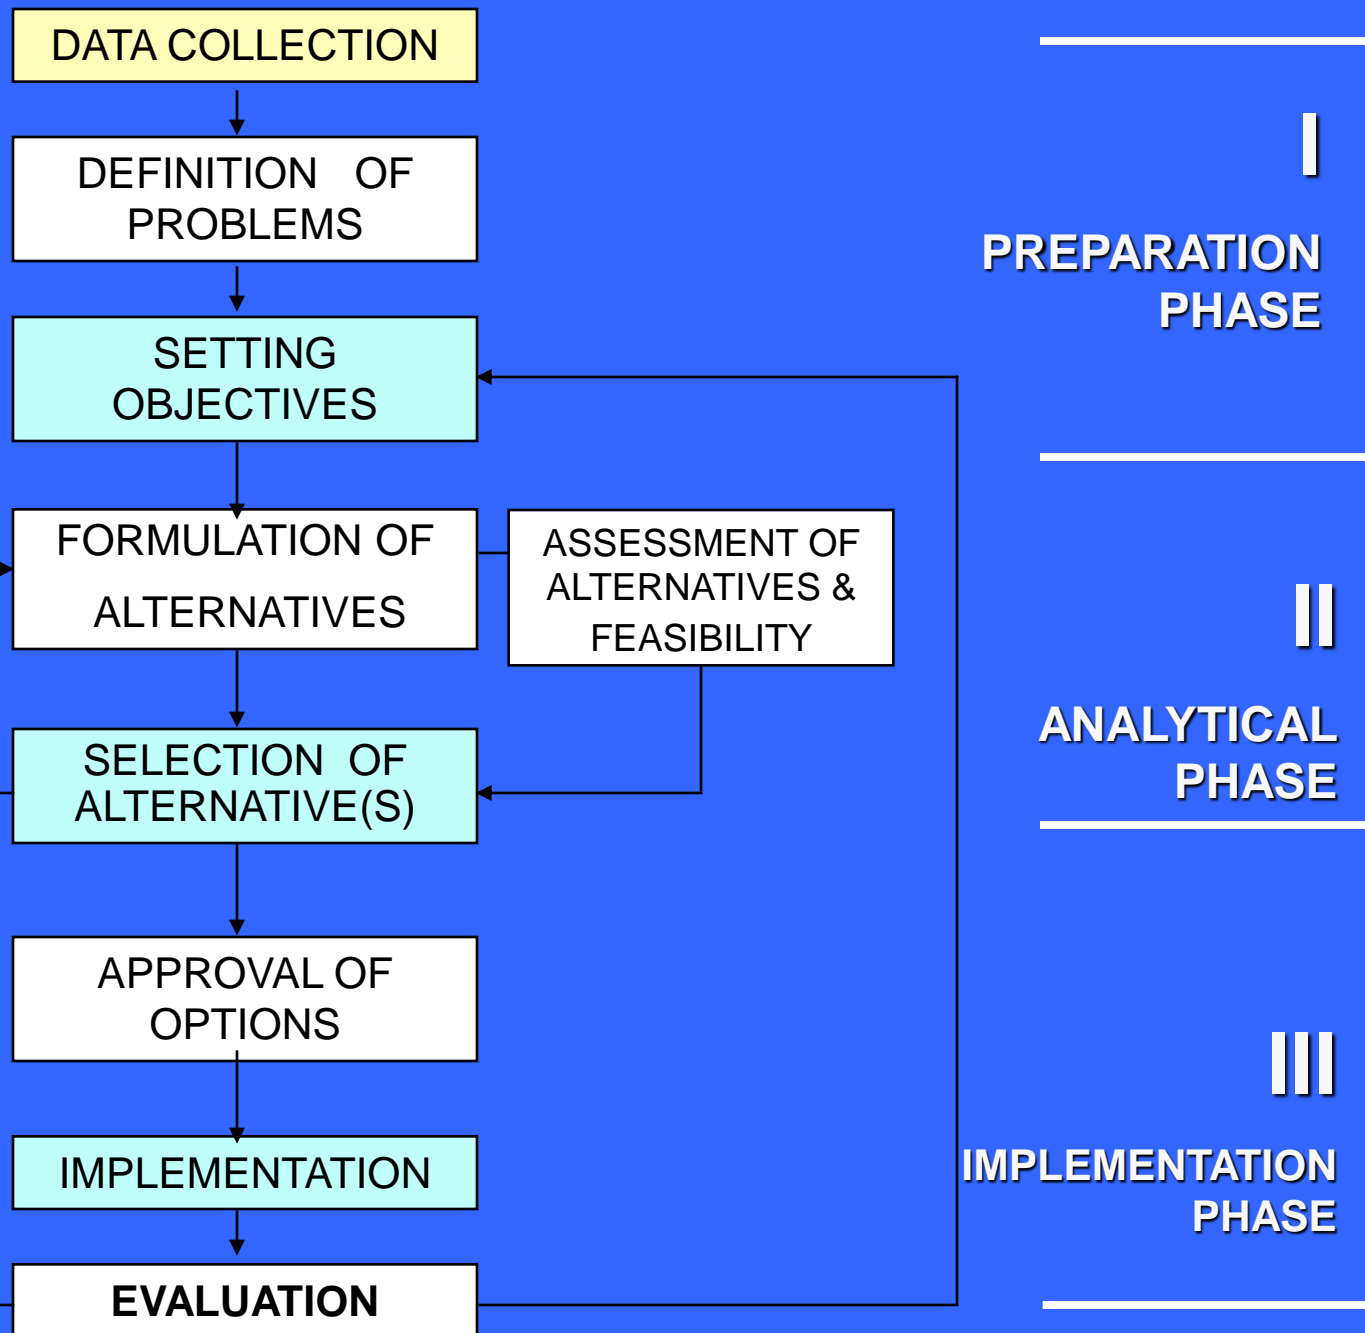 DATA COLLECTION
DEFINITION OF
PROBLEMS
SETTING
OBJECTIVES
FORMULATION OF
ALTERNATIVES
ASSESSMENT OF
ALTERNATIVES &
FEASIBILITY
SELECTION OF
ALTERNATIVE(S)
APPROVAL OF
OPTIONS
IMPLEMENTATION
EVALUATION
I
PREPARATION
PHASE
II
ANALYTICAL
PHASE
III
IMPLEMENTATION
PHASE